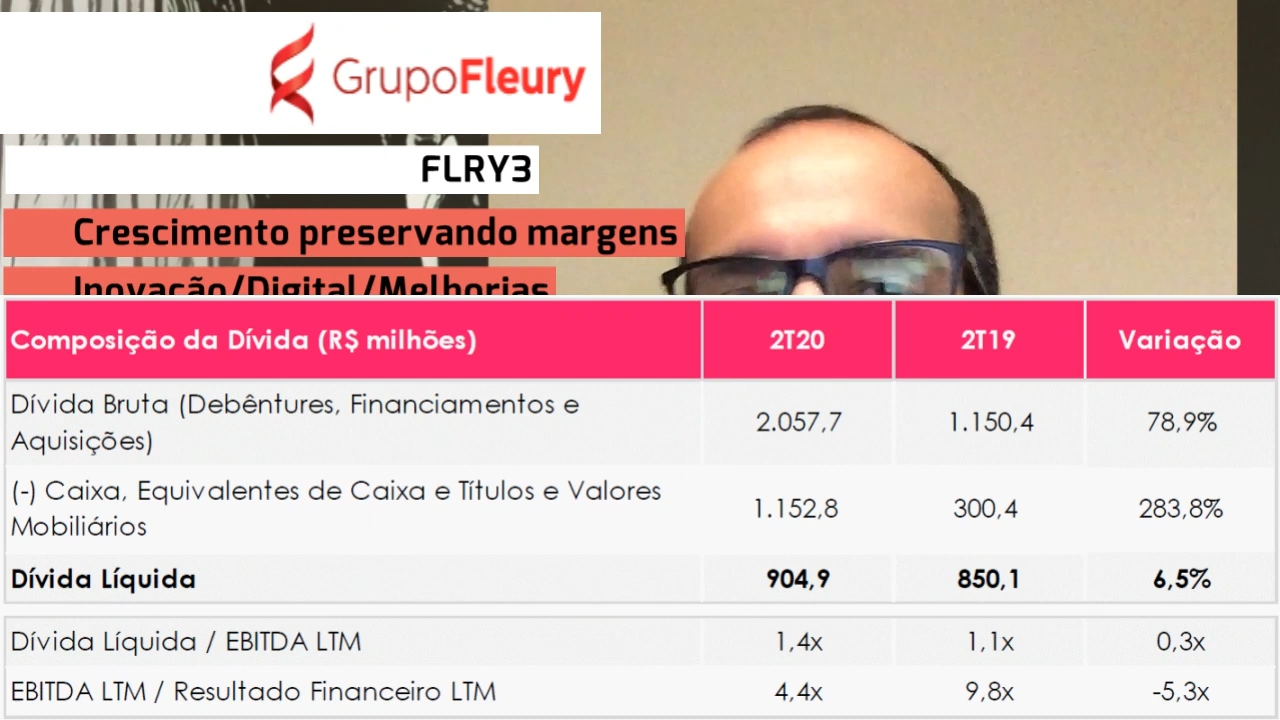 GrupoFleury
FLRY3
Crescimento preservando margens
Inovação/Digital/Melhorias
Composição da Dívida (R$ milhões) 2T20 2T19 Variação
Dívida Bruta (Debêntures, Financiamentos e
Aquisições) 2.057,7 1.150,4 78,9%
(-) Caixa, Equivalentes de Caixa e Títulos e Valores
Mobiliários 1.152,8 300,4 283,8%
Dívida Líquida 904,9 850,1 6,5%
Dívida Líquida / EBITDA LTM 1,4x 1,1x 0,3x
EBITDA LTM / Resultado Financeiro LTM 4,4x 9,8x -5,3x